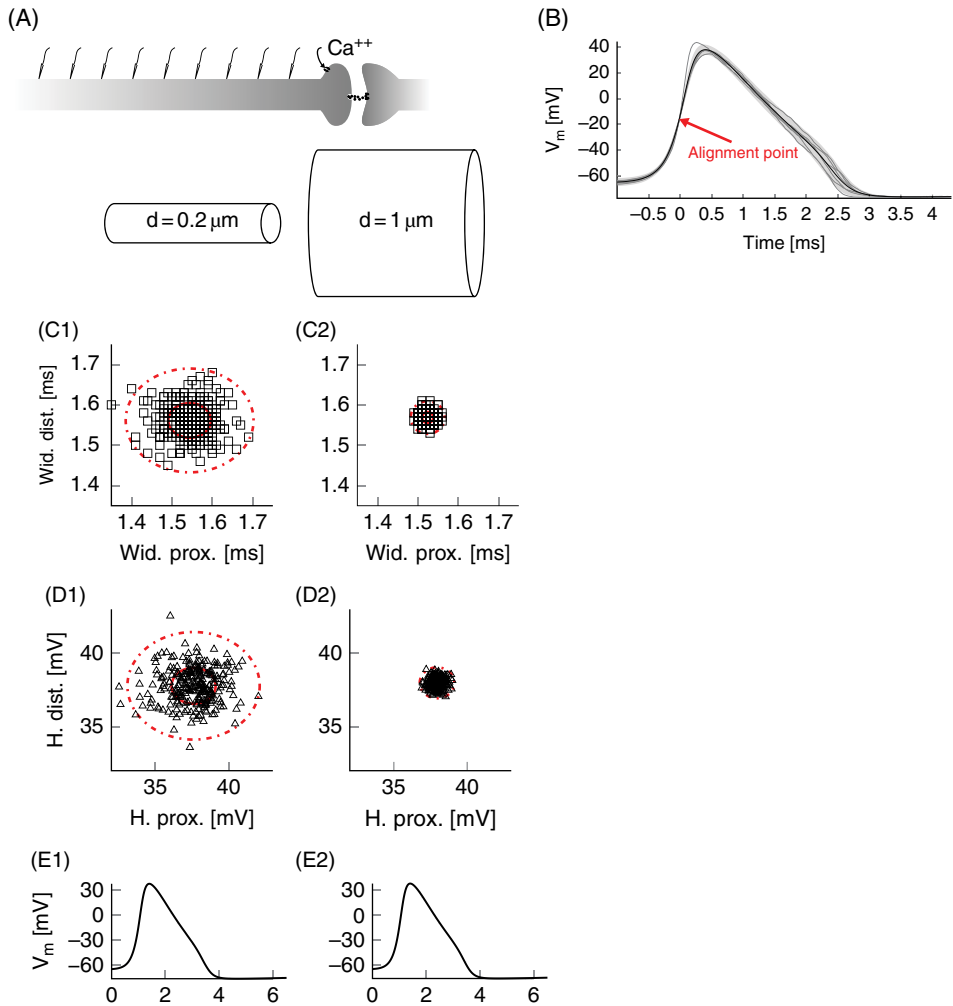 (A)
Ca++
d = 0.2 μm
d = 1 μm
(B)
40
20
0
−20
−40
−60
V_m [mV]
Alignment point
−0.5 0 0.5 1 1.5 2 2.5 3 3.5 4
Time [ms]
(C1)
1.7
1.6
1.5
1.4
Wid. dist. [ms]
1.4 1.5 1.6 1.7
Wid. prox. [ms]
(C2)
1.7
1.6
1.5
1.4
1.4 1.5 1.6 1.7
Wid. prox. [ms]
(D1)
40
35
H. dist. [mV]
35 40
H. prox. [mV]
(D2)
40
35
35 40
H. prox. [mV]
(E1)
30
0
−30
−60
V_m [mV]
0 2 4 6
(E2)
30
0
−30
−60
0 2 4 6